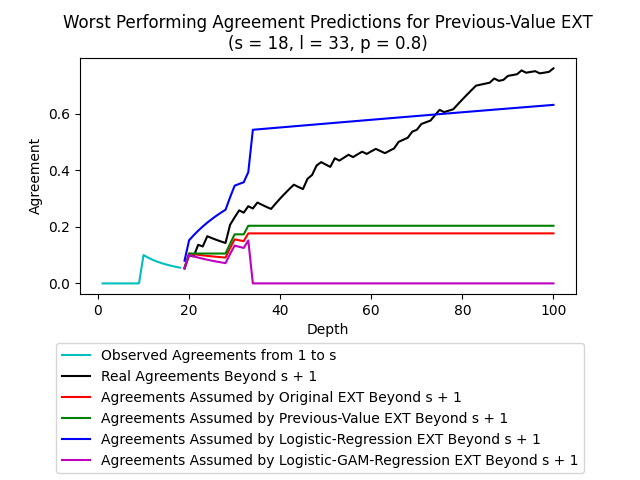 Worst Performing Agreement Predictions for Previous-Value EXT
(s = 18, l = 33, p = 0.8)
Agreement
0.6
0.4
0.2
0.0
0 20 40 60 80 100
Depth
Observed Agreements from 1 to s
Real Agreements Beyond s + 1
Agreements Assumed by Original EXT Beyond s + 1
Agreements Assumed by Previous-Value EXT Beyond s + 1
Agreements Assumed by Logistic-Regression EXT Beyond s + 1
Agreements Assumed by Logistic-GAM-Regression EXT Beyond s + 1